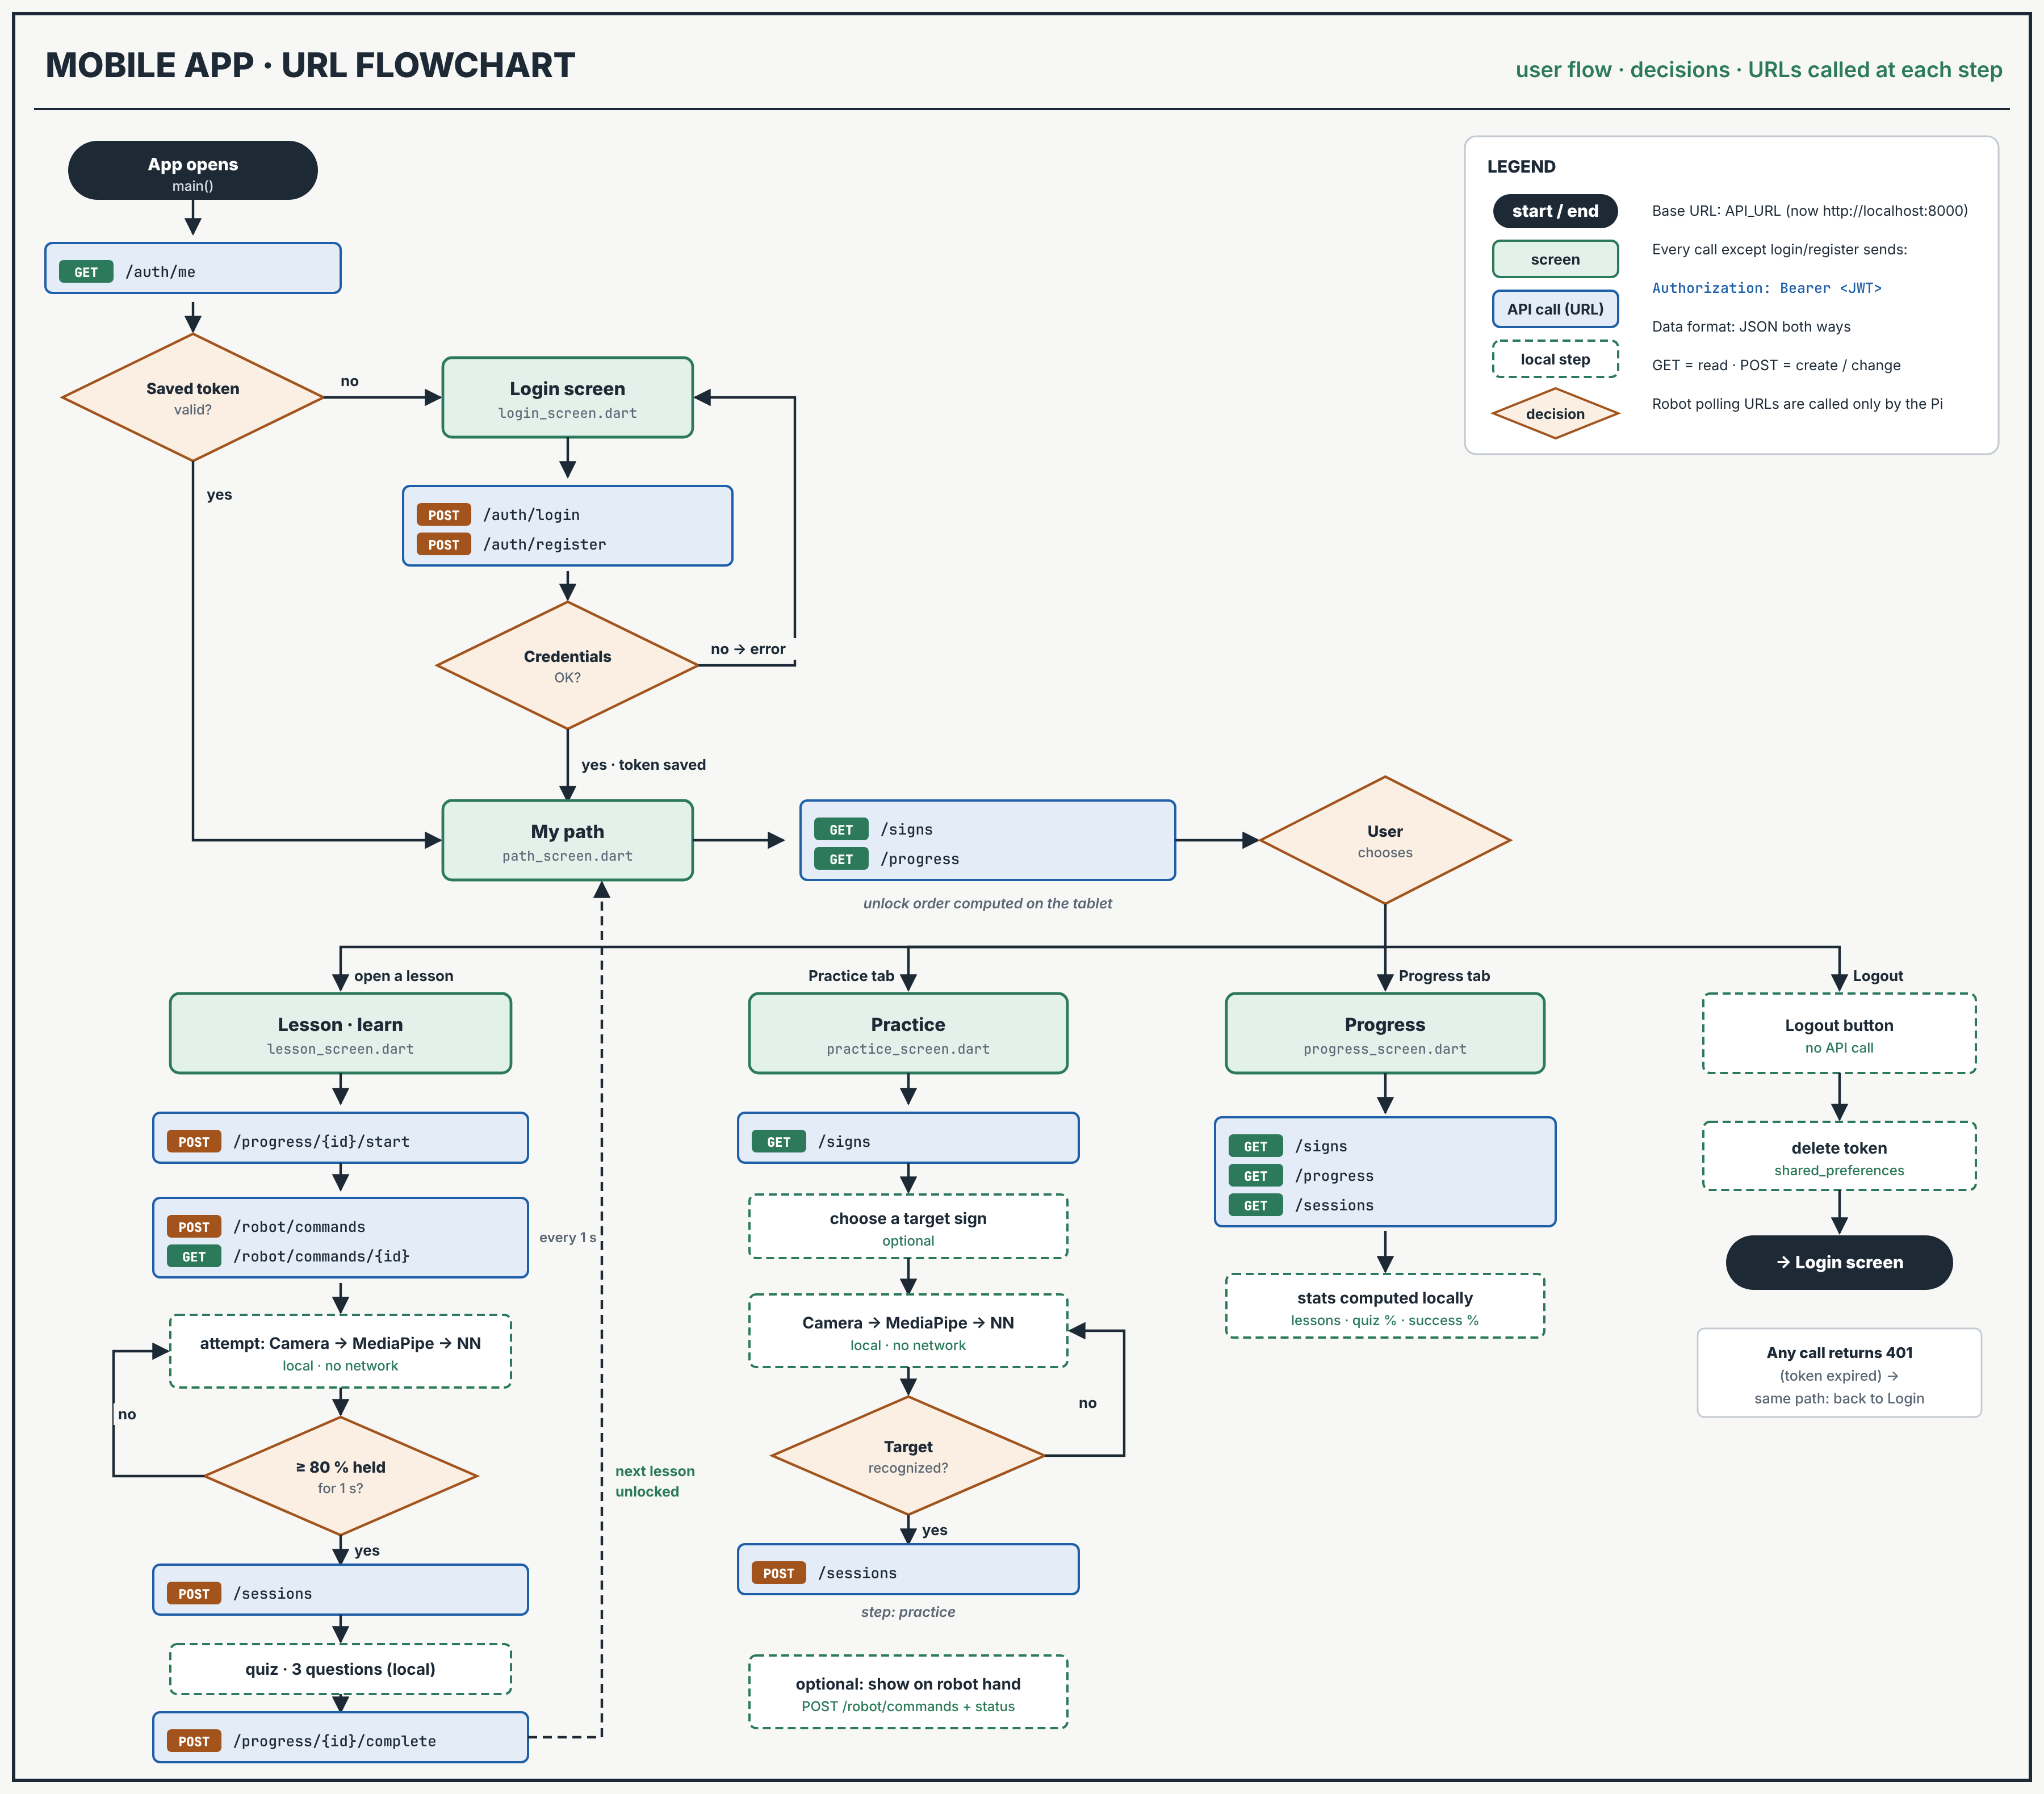 MOBILE APP · URL FLOWCHART
user flow · decisions · URLs called at each step
App opens
main()
GET /auth/me
Saved token
valid?
no
yes
Login screen
login_screen.dart
POST /auth/login
POST /auth/register
Credentials
OK?
no → error
yes · token saved
LEGEND
start / end
screen
API call (URL)
local step
decision
Base URL: API_URL (now http://localhost:8000)
Every call except login/register sends:
Authorization: Bearer <JWT>
Data format: JSON both ways
GET = read · POST = create / change
Robot polling URLs are called only by the Pi
My path
path_screen.dart
GET /signs
GET /progress
unlock order computed on the tablet
User
chooses
open a lesson
Lesson · learn
lesson_screen.dart
POST /progress/{id}/start
POST /robot/commands
GET /robot/commands/{id}
every 1 s
attempt: Camera → MediaPipe → NN
local · no network
no
≥ 80 % held
for 1 s?
yes
POST /sessions
quiz · 3 questions (local)
POST /progress/{id}/complete
next lesson
unlocked
Practice tab
Practice
practice_screen.dart
GET /signs
choose a target sign
optional
Camera → MediaPipe → NN
local · no network
no
Target
recognized?
yes
POST /sessions
step: practice
optional: show on robot hand
POST /robot/commands + status
Progress tab
Progress
progress_screen.dart
GET /signs
GET /progress
GET /sessions
stats computed locally
lessons · quiz % · success %
Logout
Logout button
no API call
delete token
shared_preferences
→ Login screen
Any call returns 401
(token expired) →
same path: back to Login